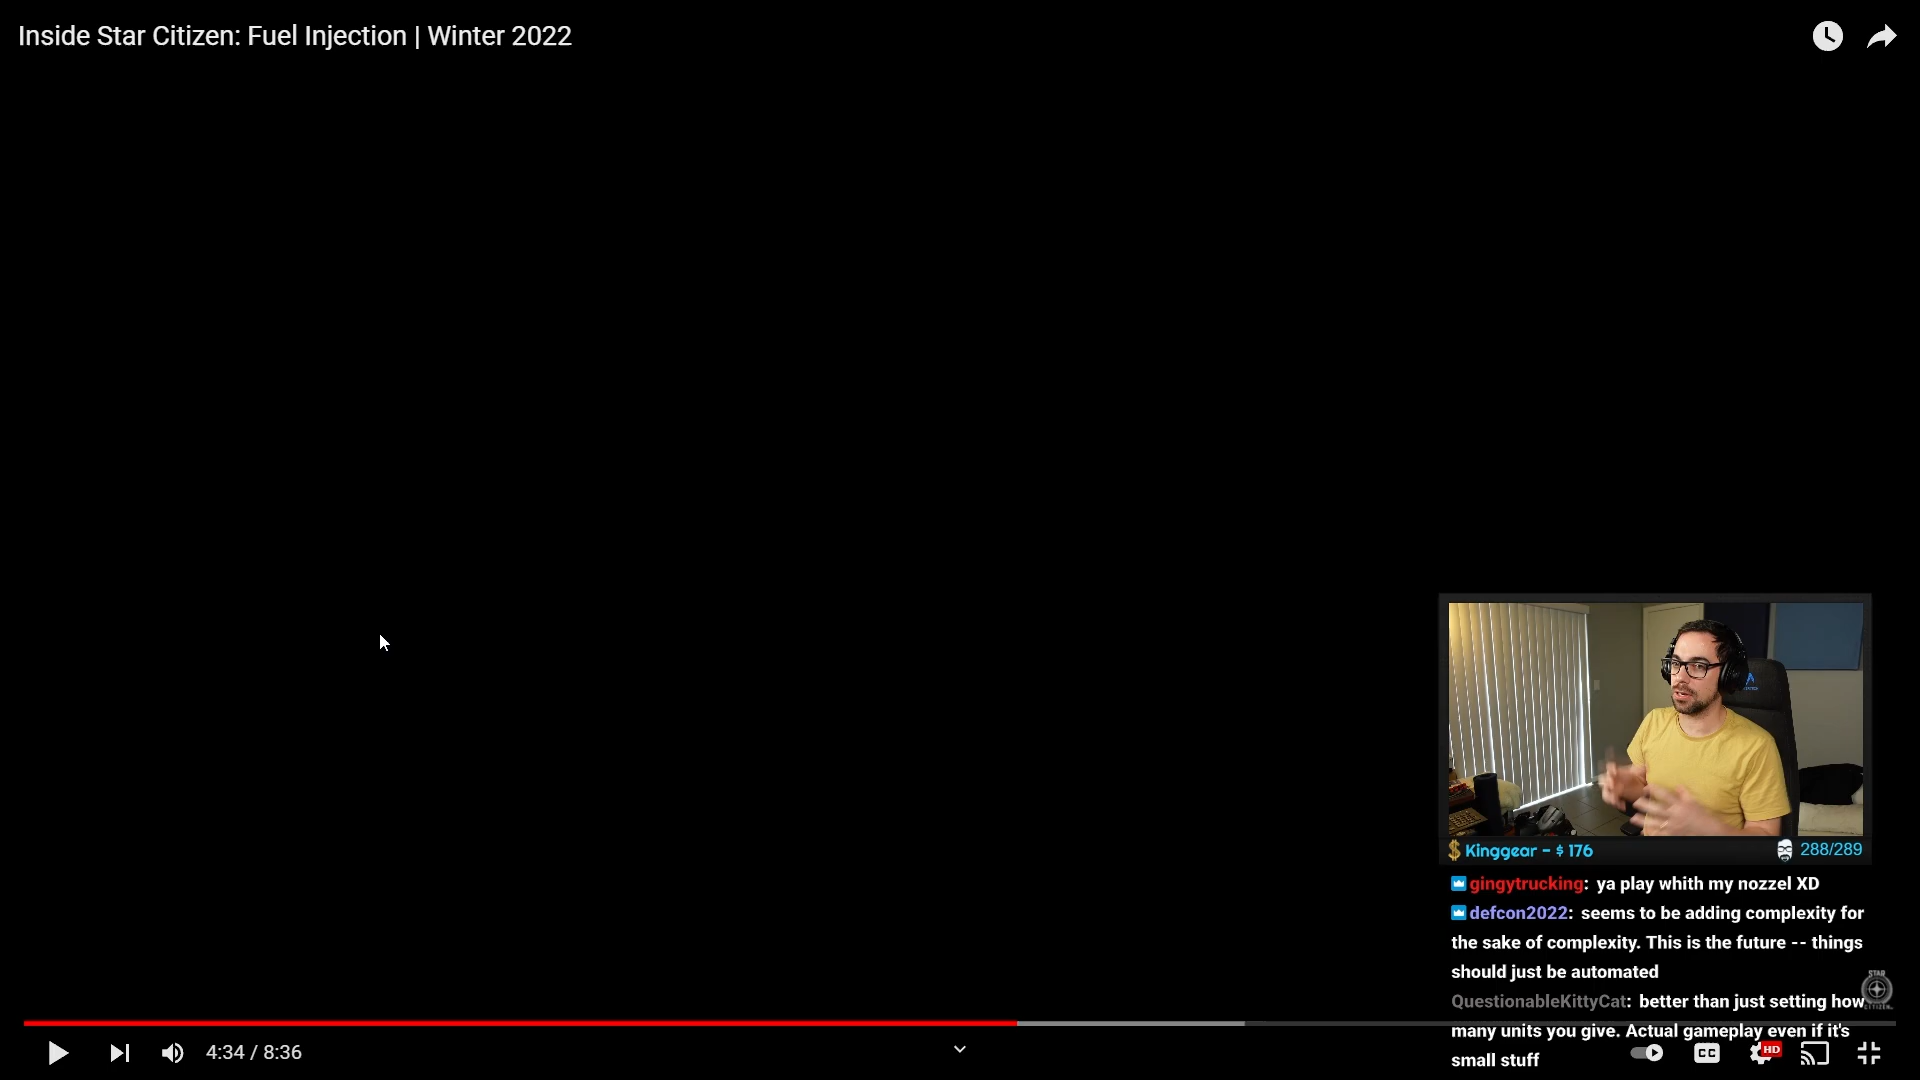 Inside Star Citizen: Fuel Injection | Winter 2022
$ Kinggear - $ 176
288/289
gingytrucking: ya play whith my nozzel XD
defcon2022: seems to be adding complexity for
the sake of complexity. This is the future -- things
should just be automated
STAR
CITIZEN
QuestionableKittyCat: better than just setting how
many units you give. Actual gameplay even if it's
small stuff
4:34 / 8:36
CC
HD